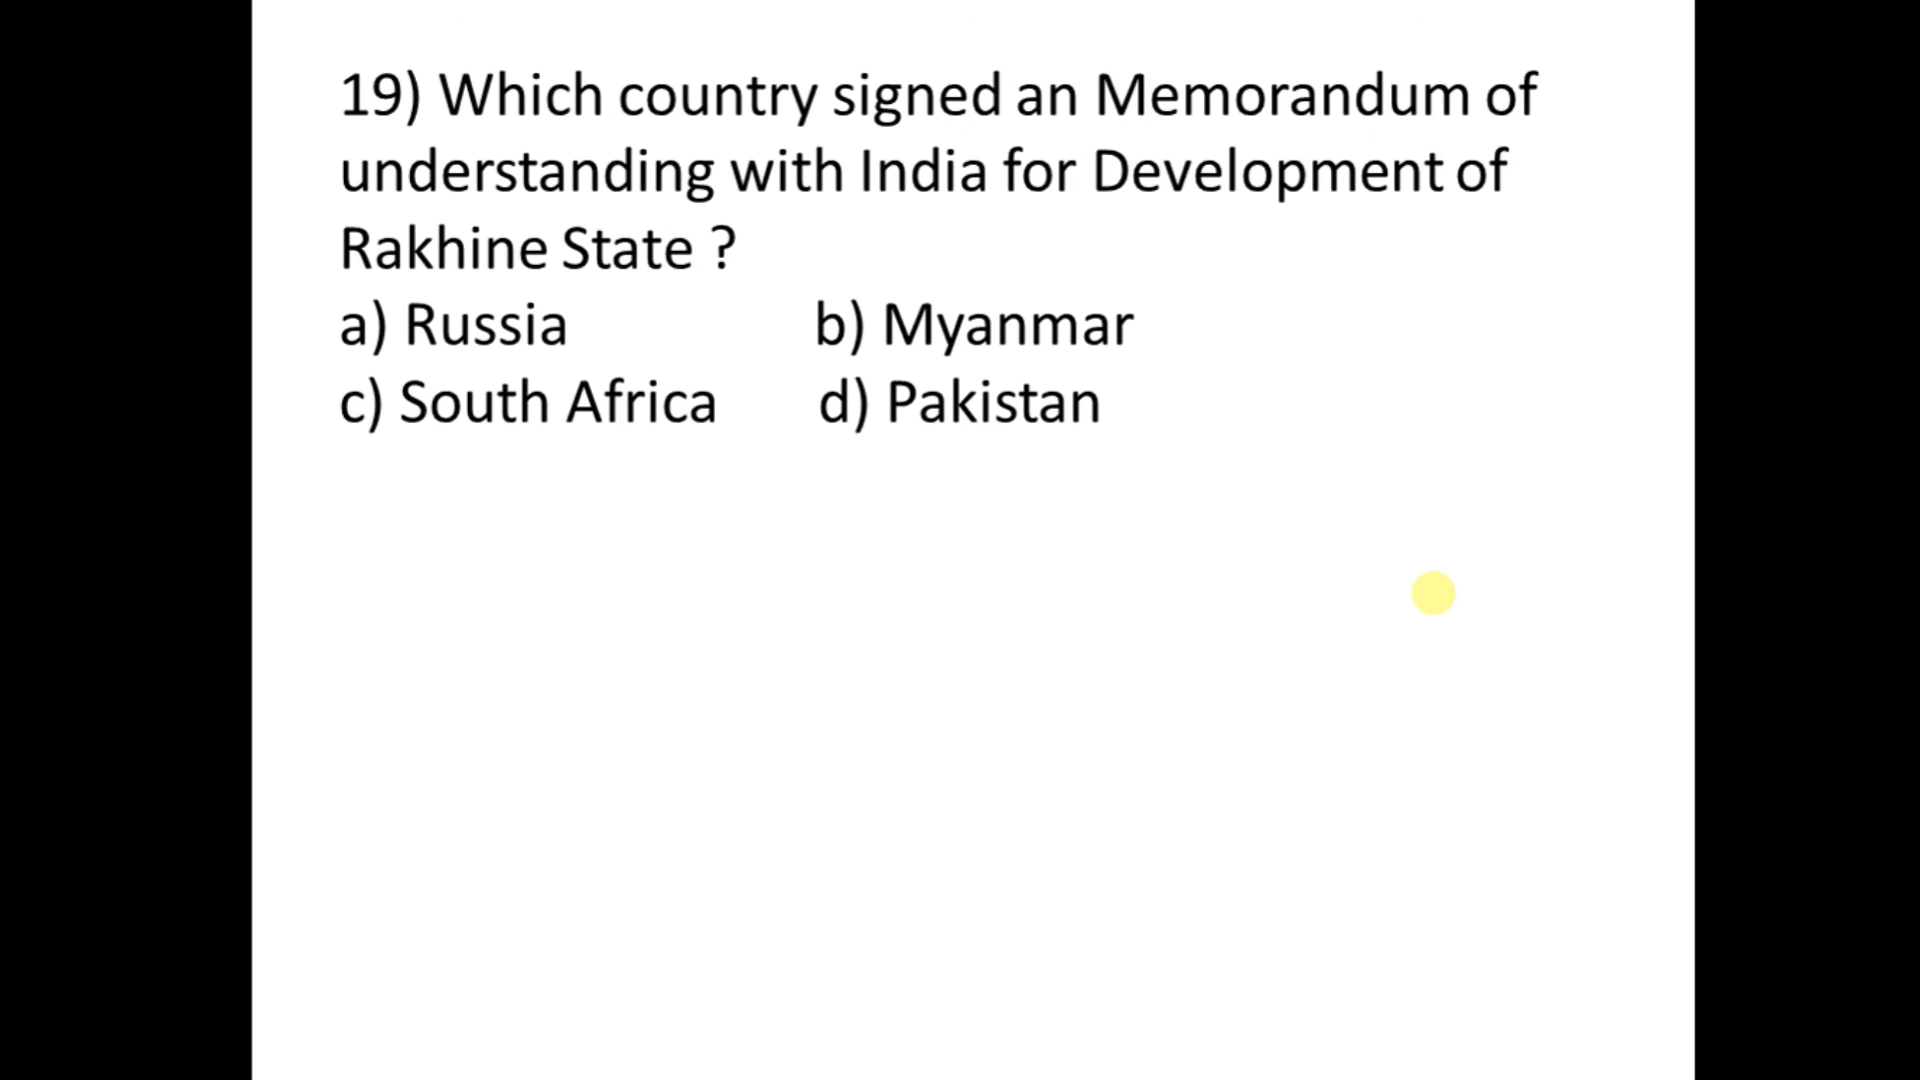 19) Which country signed an Memorandum of
understanding with India for Development of
Rakhine State ?
a) Russia b) Myanmar
c) South Africa d) Pakistan